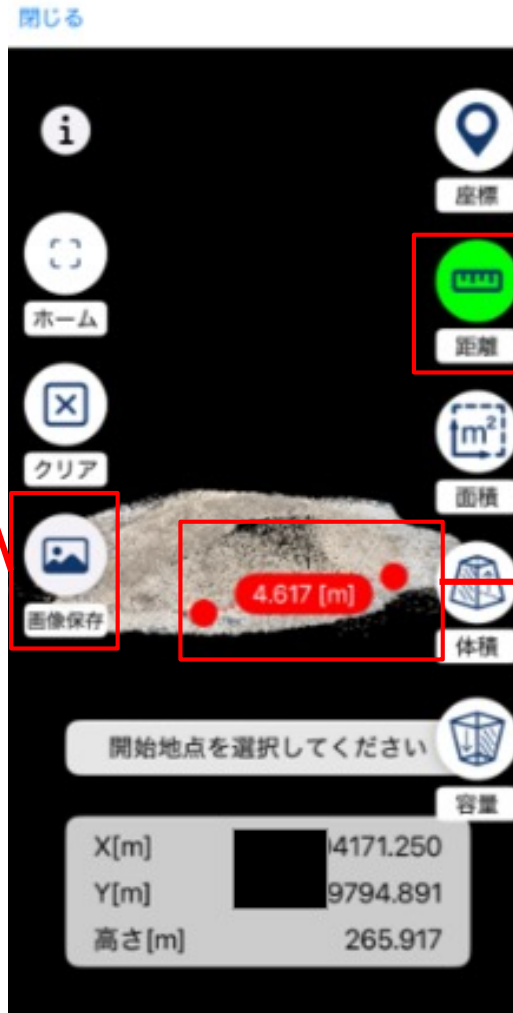 閉じる
i
座標
ホーム
距離
クリア
m²
面積
画像保存
4.617 [m]
体積
開始地点を選択してください
容量
X[m] 4171.250
Y[m] 9794.891
高さ[m] 265.917